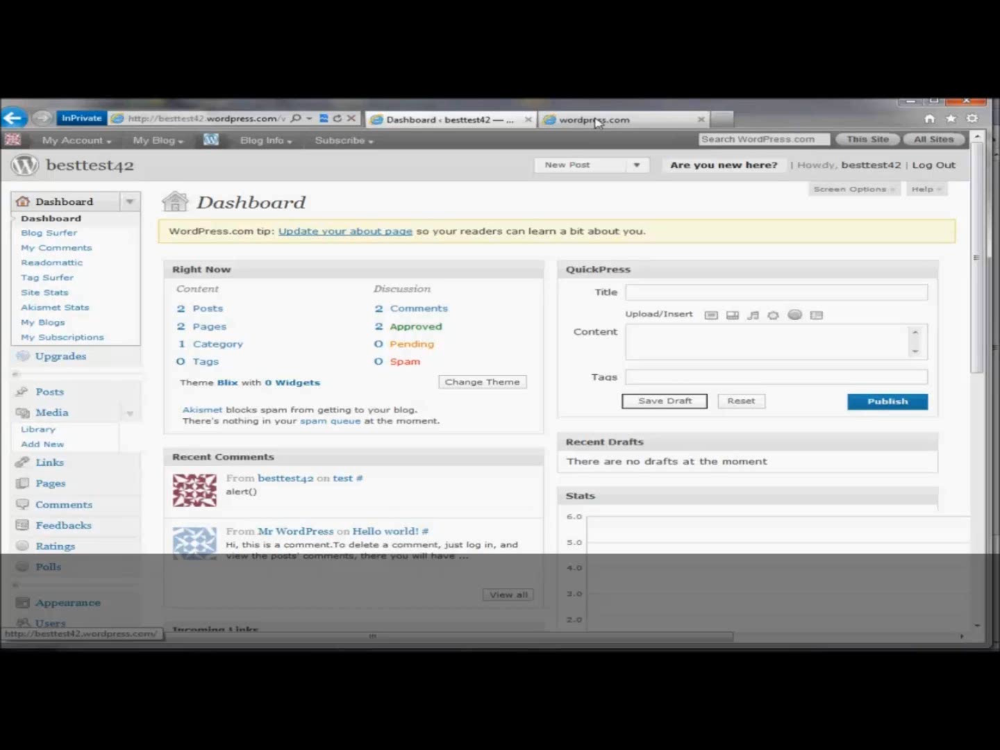 InPrivate http://besttest42.wordpress.com/ Dashboard ‹ besttest42 — ... wordpress.com
My Account My Blog Blog Info Subscribe Search WordPress.com This Site All Sites
besttest42 New Post Are you new here? | Howdy, besttest42 | Log Out
Screen Options Help
Dashboard
Dashboard
Blog Surfer
My Comments
Readomattic
Tag Surfer
Site Stats
Akismet Stats
My Blogs
My Subscriptions
Upgrades
Posts
Media
Library
Add New
Links
Pages
Comments
Feedbacks
Ratings
Polls
Appearance
Users
http://besttest42.wordpress.com/
Dashboard
WordPress.com tip: Update your about page so your readers can learn a bit about you.
Right Now
Content Discussion
2 Posts 2 Comments
2 Pages 2 Approved
1 Category 0 Pending
0 Tags 0 Spam
Theme Blix with 0 Widgets Change Theme
Akismet blocks spam from getting to your blog.
There's nothing in your spam queue at the moment.
Recent Comments
From besttest42 on test #
alert()
From Mr WordPress on Hello world! #
Hi, this is a comment.To delete a comment, just log in, and
view the posts' comments, there you will have ...
View all
Incoming Links
QuickPress
Title
Upload/Insert
Content
Tags
Save Draft Reset Publish
Recent Drafts
There are no drafts at the moment
Stats
6.0
5.0
4.0
3.0
2.0